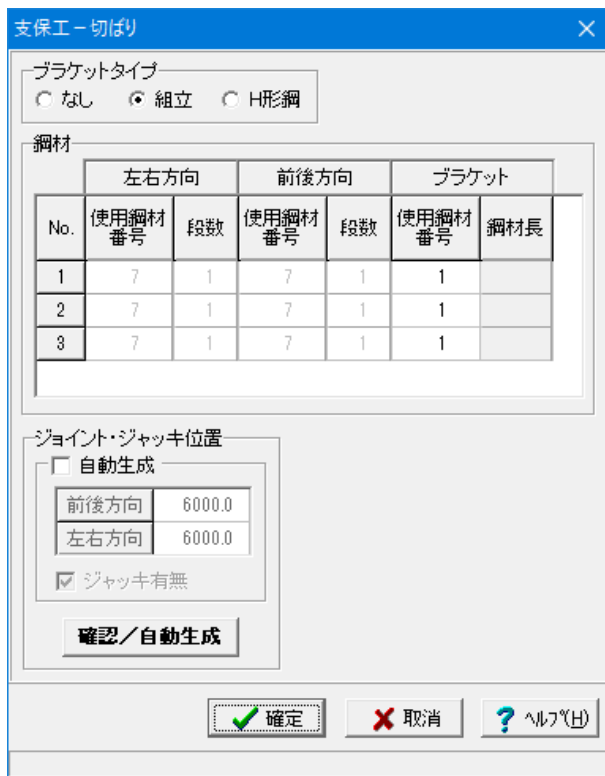 支保工－切ばり
ブラケットタイプ
なし 組立 H形鋼
鋼材
左右方向 前後方向 ブラケット
No. 使用鋼材番号 段数 使用鋼材番号 段数 使用鋼材番号 鋼材長
1 7 1 7 1 1
2 7 1 7 1 1
3 7 1 7 1 1
ジョイント・ジャッキ位置
自動生成
前後方向 6000.0
左右方向 6000.0
ジャッキ有無
確認／自動生成
確定 取消 ? ヘルプ(H)